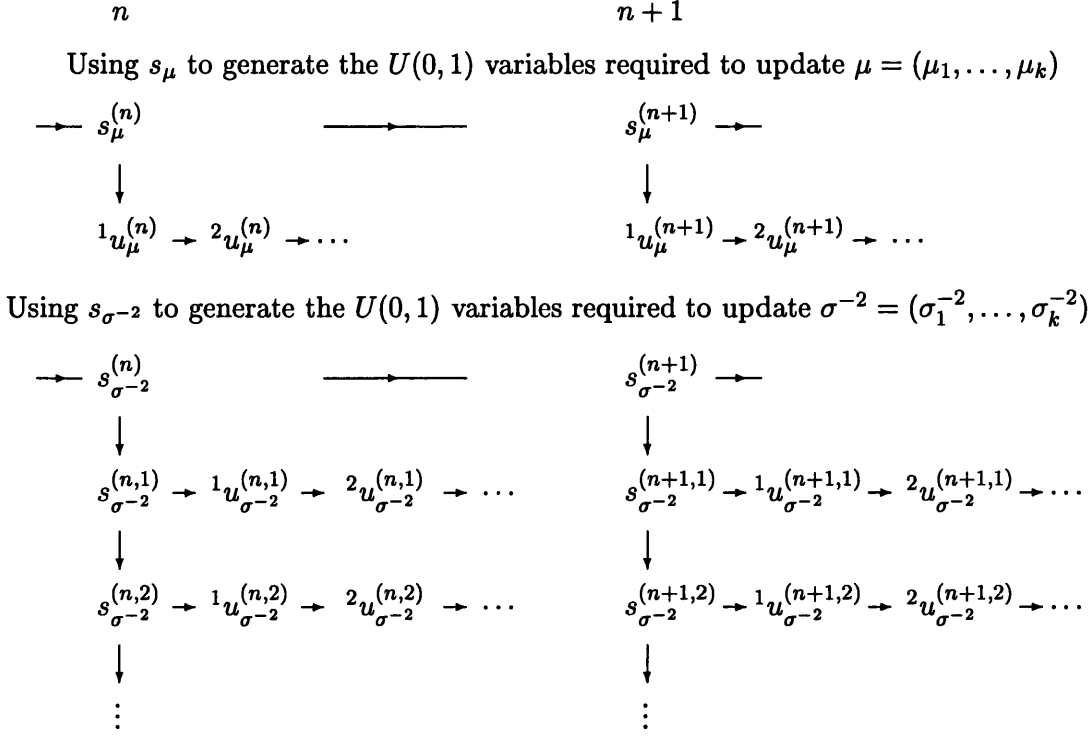 n n + 1
Using s_μ to generate the U(0, 1) variables required to update μ = (μ_1, . . . , μ_k)
→ s_μ^{(n)} → s_μ^{(n+1)} →
↓ ↓
^1u_μ^{(n)} → ^2u_μ^{(n)} → · · · ^1u_μ^{(n+1)} → ^2u_μ^{(n+1)} → · · ·
Using s_{σ^{-2}} to generate the U(0, 1) variables required to update σ^{-2} = (σ_1^{-2}, . . . , σ_k^{-2})
→ s_{σ^{-2}}^{(n)} → s_{σ^{-2}}^{(n+1)} →
↓ ↓
s_{σ^{-2}}^{(n,1)} → ^1u_{σ^{-2}}^{(n,1)} → ^2u_{σ^{-2}}^{(n,1)} → · · · s_{σ^{-2}}^{(n+1,1)} → ^1u_{σ^{-2}}^{(n+1,1)} → ^2u_{σ^{-2}}^{(n+1,1)} → · · ·
↓ ↓
s_{σ^{-2}}^{(n,2)} → ^1u_{σ^{-2}}^{(n,2)} → ^2u_{σ^{-2}}^{(n,2)} → · · · s_{σ^{-2}}^{(n+1,2)} → ^1u_{σ^{-2}}^{(n+1,2)} → ^2u_{σ^{-2}}^{(n+1,2)} → · · ·
↓ ↓
⋮ ⋮